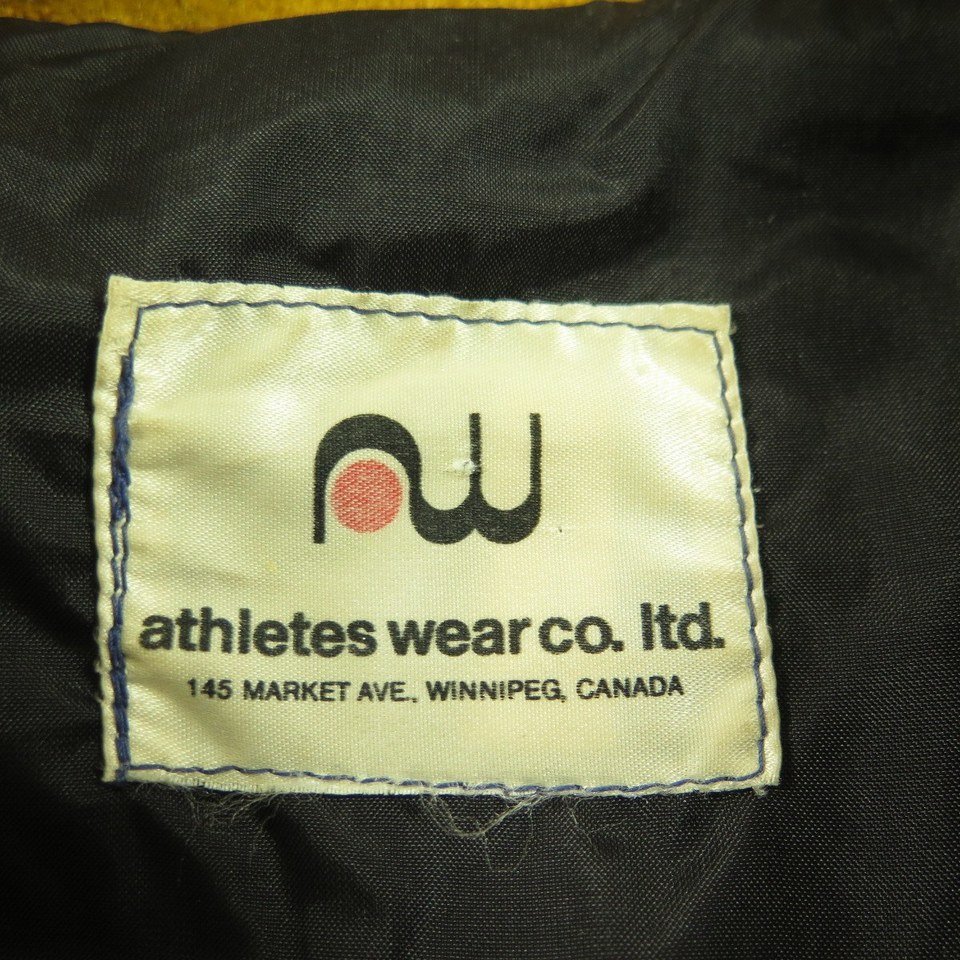 aw
athletes wear co. ltd.
145 MARKET AVE., WINNIPEG, CANADA